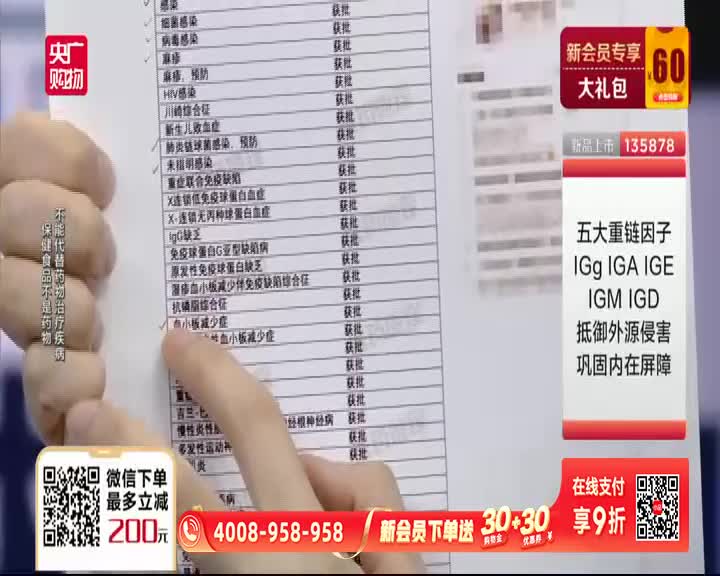 央广
购物
感染
获批
细菌感染
获批
病毒感染
获批
麻疹
获批
麻疹，预防
获批
HIV感染
获批
川崎综合征
获批
新生儿败血症
获批
肺炎链球菌感染，预防
获批
未指明感染
获批
重症联合免疫缺陷
获批
X连锁低免疫球蛋白血症
获批
X-连锁无丙种球蛋白血症
获批
IgG缺乏
获批
免疫球蛋白G亚型缺陷病
获批
原发性免疫球蛋白缺乏
获批
湿疹血小板减少伴免疫缺陷综合征
获批
抗磷脂综合征
获批
血小板减少症
获批
血小板减少症
获批
获批
获批
获批
吉兰-
获批
慢性炎性
经根神经病
获批
多发性运动神
获批
保健食品不是药物
不能代替药物治疗疾病
新会员专享
大礼包
¥60
新品上市 135878
五大重链因子
IGg IGA IGE
IGM IGD
抵御外源侵害
巩固内在屏障
微信下单
最多立减
200元
4008-958-958
新会员下单送
30+30
购物金
优惠券
¥
在线支付
享9折